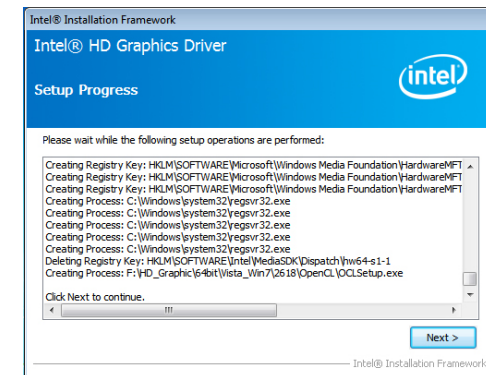 Intel® Installation Framework
Intel® HD Graphics Driver
intel
Setup Progress
Please wait while the following setup operations are performed:
Creating Registry Key: HKLM\SOFTWARE\Microsoft\Windows Media Foundation\HardwareMFT
Creating Registry Key: HKLM\SOFTWARE\Microsoft\Windows Media Foundation\HardwareMFT
Creating Registry Key: HKLM\SOFTWARE\Microsoft\Windows Media Foundation\HardwareMFT
Creating Process: C:\Windows\system32\regsvr32.exe
Creating Process: C:\Windows\system32\regsvr32.exe
Creating Process: C:\Windows\system32\regsvr32.exe
Creating Process: C:\Windows\system32\regsvr32.exe
Creating Process: C:\Windows\system32\regsvr32.exe
Deleting Registry Key: HKLM\SOFTWARE\Intel\MediaSDK\Dispatch\hw64-s1-1
Creating Process: F:\HD_Graphic\64bit\Vista_Win7\2618\OpenCL\OCLSetup.exe
Click Next to continue.
Next >
Intel® Installation Framework